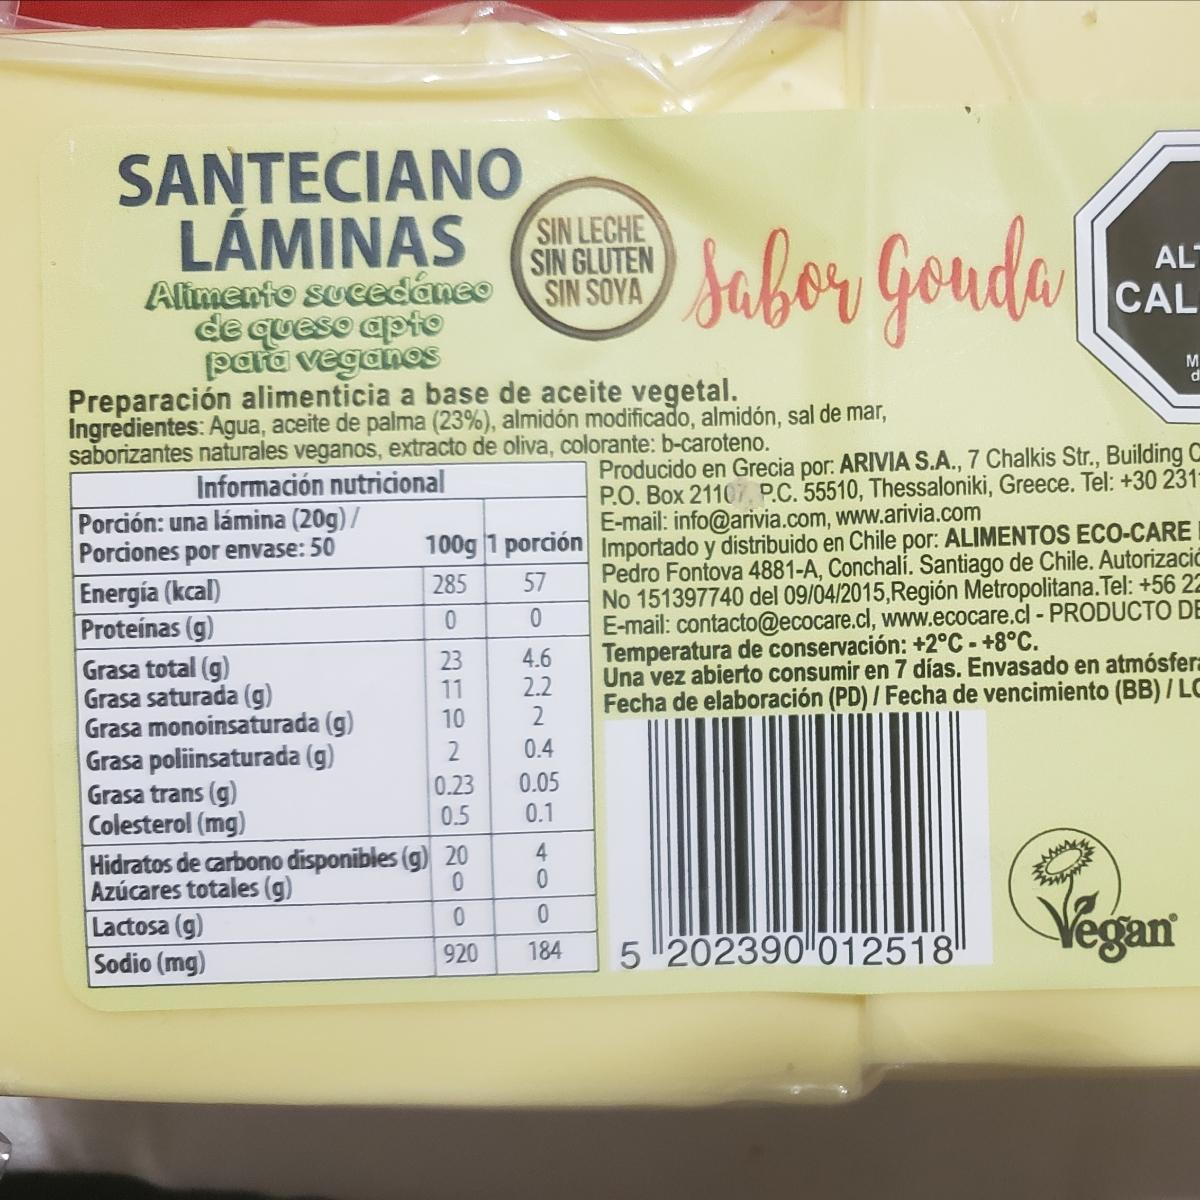 SANTECIANO
LÁMINAS
Alimento sucedáneo
de queso apto
para veganos
SIN LECHE
SIN GLUTEN
SIN SOYA
Sabor Gouda
CAL
Preparación alimenticia a base de aceite vegetal.
Ingredientes: Agua, aceite de palma (23%), almidón modificado, almidón, sal de mar,
saborizantes naturales veganos, extracto de oliva, colorante: b-caroteno.
Información nutricional
Porción: una lámina (20g) /
Porciones por envase: 50
100g 1 porción
Energía (kcal) 285 57
Proteínas (g) 0 0
Grasa total (g) 23 4.6
Grasa saturada (g) 11 2.2
Grasa monoinsaturada (g) 10 2
Grasa poliinsaturada (g) 2 0.4
Grasa trans (g) 0.23 0.05
Colesterol (mg) 0.5 0.1
Hidratos de carbono disponibles (g) 20 4
Azúcares totales (g) 0 0
Lactosa (g) 0 0
Sodio (mg) 920 184
Producido en Grecia por: ARIVIA S.A., 7 Chalkis Str., Building
P.O. Box 21107, P.C. 55510, Thessaloniki, Greece. Tel: +30 231
E-mail: info@arivia.com, www.arivia.com
Importado y distribuido en Chile por: ALIMENTOS ECO-CARE
Pedro Fontova 4881-A, Conchalí. Santiago de Chile.
No 151397740 del 09/04/2015,Región Metropolitana.Tel: +56 22
E-mail: contacto@ecocare.cl, www.ecocare.cl - PRODUCTO DE
Temperatura de conservación: +2°C - +8°C.
Una vez abierto consumir en 7 días. Envasado en
Fecha de elaboración (PD) / Fecha de vencimiento (BB) /
5 202390 012518
Vegan